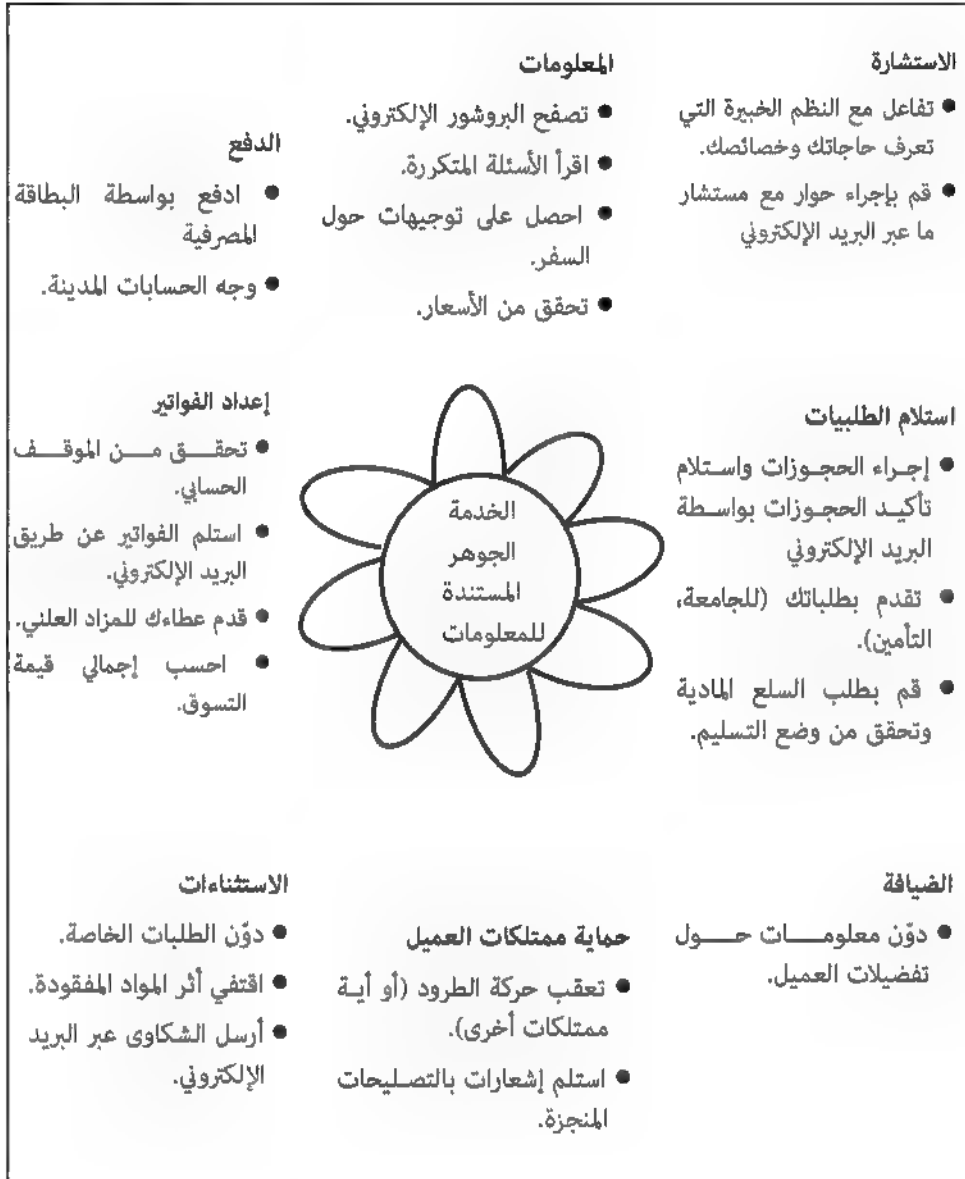 الاستشارة
● تفاعل مع النظم الخبيرة التي
تعرف حاجاتك وخصائصك.
● قم بإجراء حوار مع مستشار
ما عبر البريد الإلكتروني
المعلومات
● تصفح البروشور الإلكتروني.
● اقرأ الأسئلة المتكررة.
● احصل على توجيهات حول
السفر.
● تحقق من الأسعار.
الدفع
● ادفع بواسطة البطاقة
المصرفية
● وجه الحسابات المدينة.
استلام الطلبيات
● إجراء الحجوزات واستلام
تأكيد الحجوزات بواسطة
البريد الإلكتروني
● تقدم بطلباتك (للجامعة،
التأمين).
● قم بطلب السلع المادية
وتحقق من وضع التسليم.
الخدمة
الجوهر
المستندة
للمعلومات
إعداد الفواتير
● تحقق من الموقف
الحسابي.
● استلم الفواتير عن طريق
البريد الإلكتروني.
● قدم عطاءك للمزاد العلني.
● احسب إجمالي قيمة
التسوق.
الضيافة
● دوّن معلومات حول
تفضيلات العميل.
حماية ممتلكات العميل
● تعقب حركة الطرود (أو أية
ممتلكات أخرى).
● استلم إشعارات بالتصليحات
المنجزة.
الاستثناءات
● دوّن الطلبات الخاصة.
● اقتفي أثر المواد المفقودة.
● أرسل الشكاوى عبر البريد
الإلكتروني.